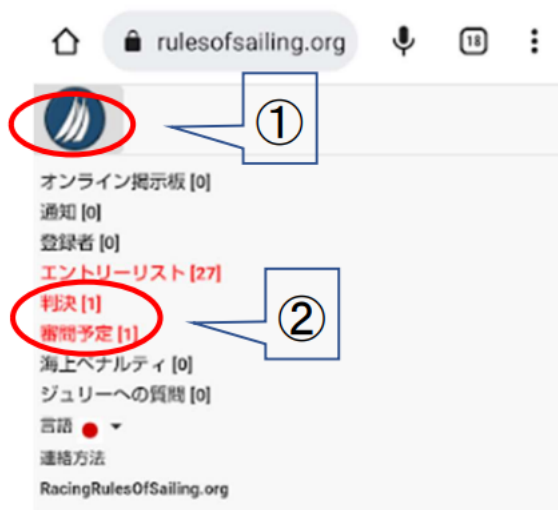 rulesofsailing.org
18
①
オンライン掲示板 [0]
通知 [0]
登録者 [0]
エントリーリスト [27]
判決 [1]
審問予定 [1]
②
海上ペナルティ [0]
ジュリーへの質問 [0]
言語
連絡方法
RacingRulesOfSailing.org